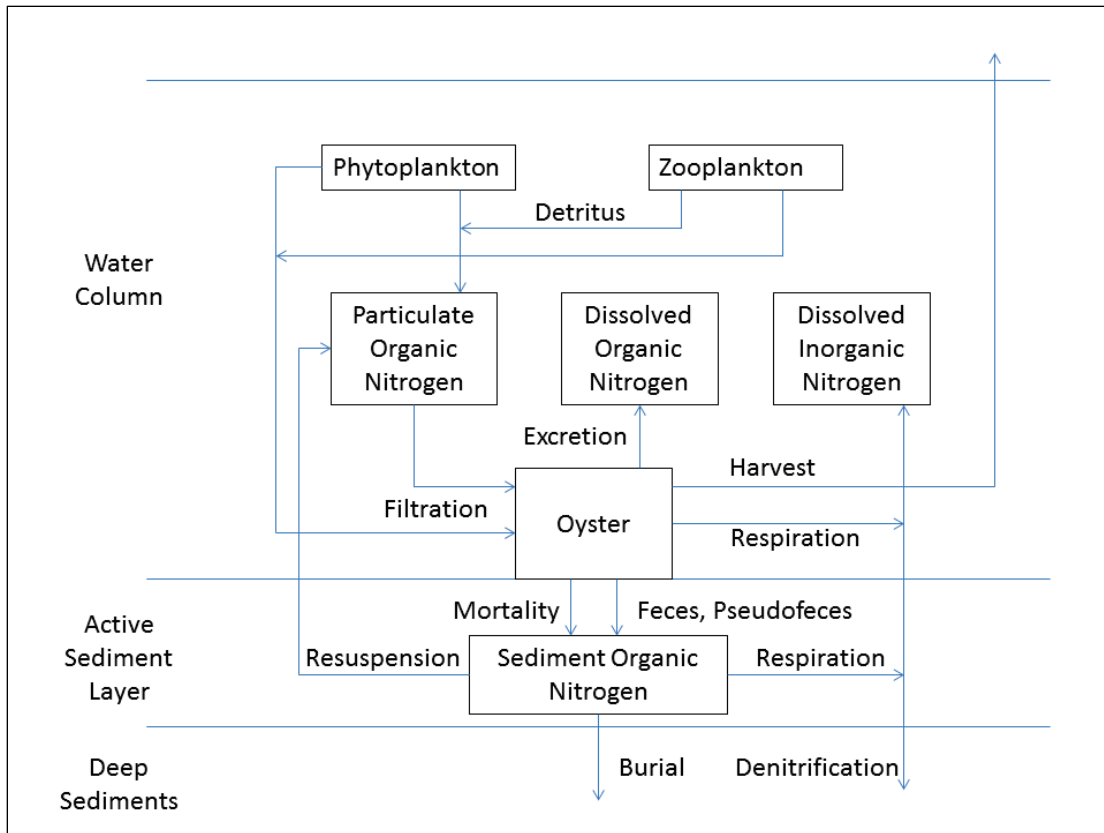 Phytoplankton
Zooplankton
Detritus
Water
Column
Particulate
Organic
Nitrogen
Dissolved
Organic
Nitrogen
Dissolved
Inorganic
Nitrogen
Excretion
Harvest
Filtration
Oyster
Respiration
Mortality
Feces, Pseudofeces
Active
Sediment
Layer
Resuspension
Sediment Organic
Nitrogen
Respiration
Deep
Sediments
Burial
Denitrification